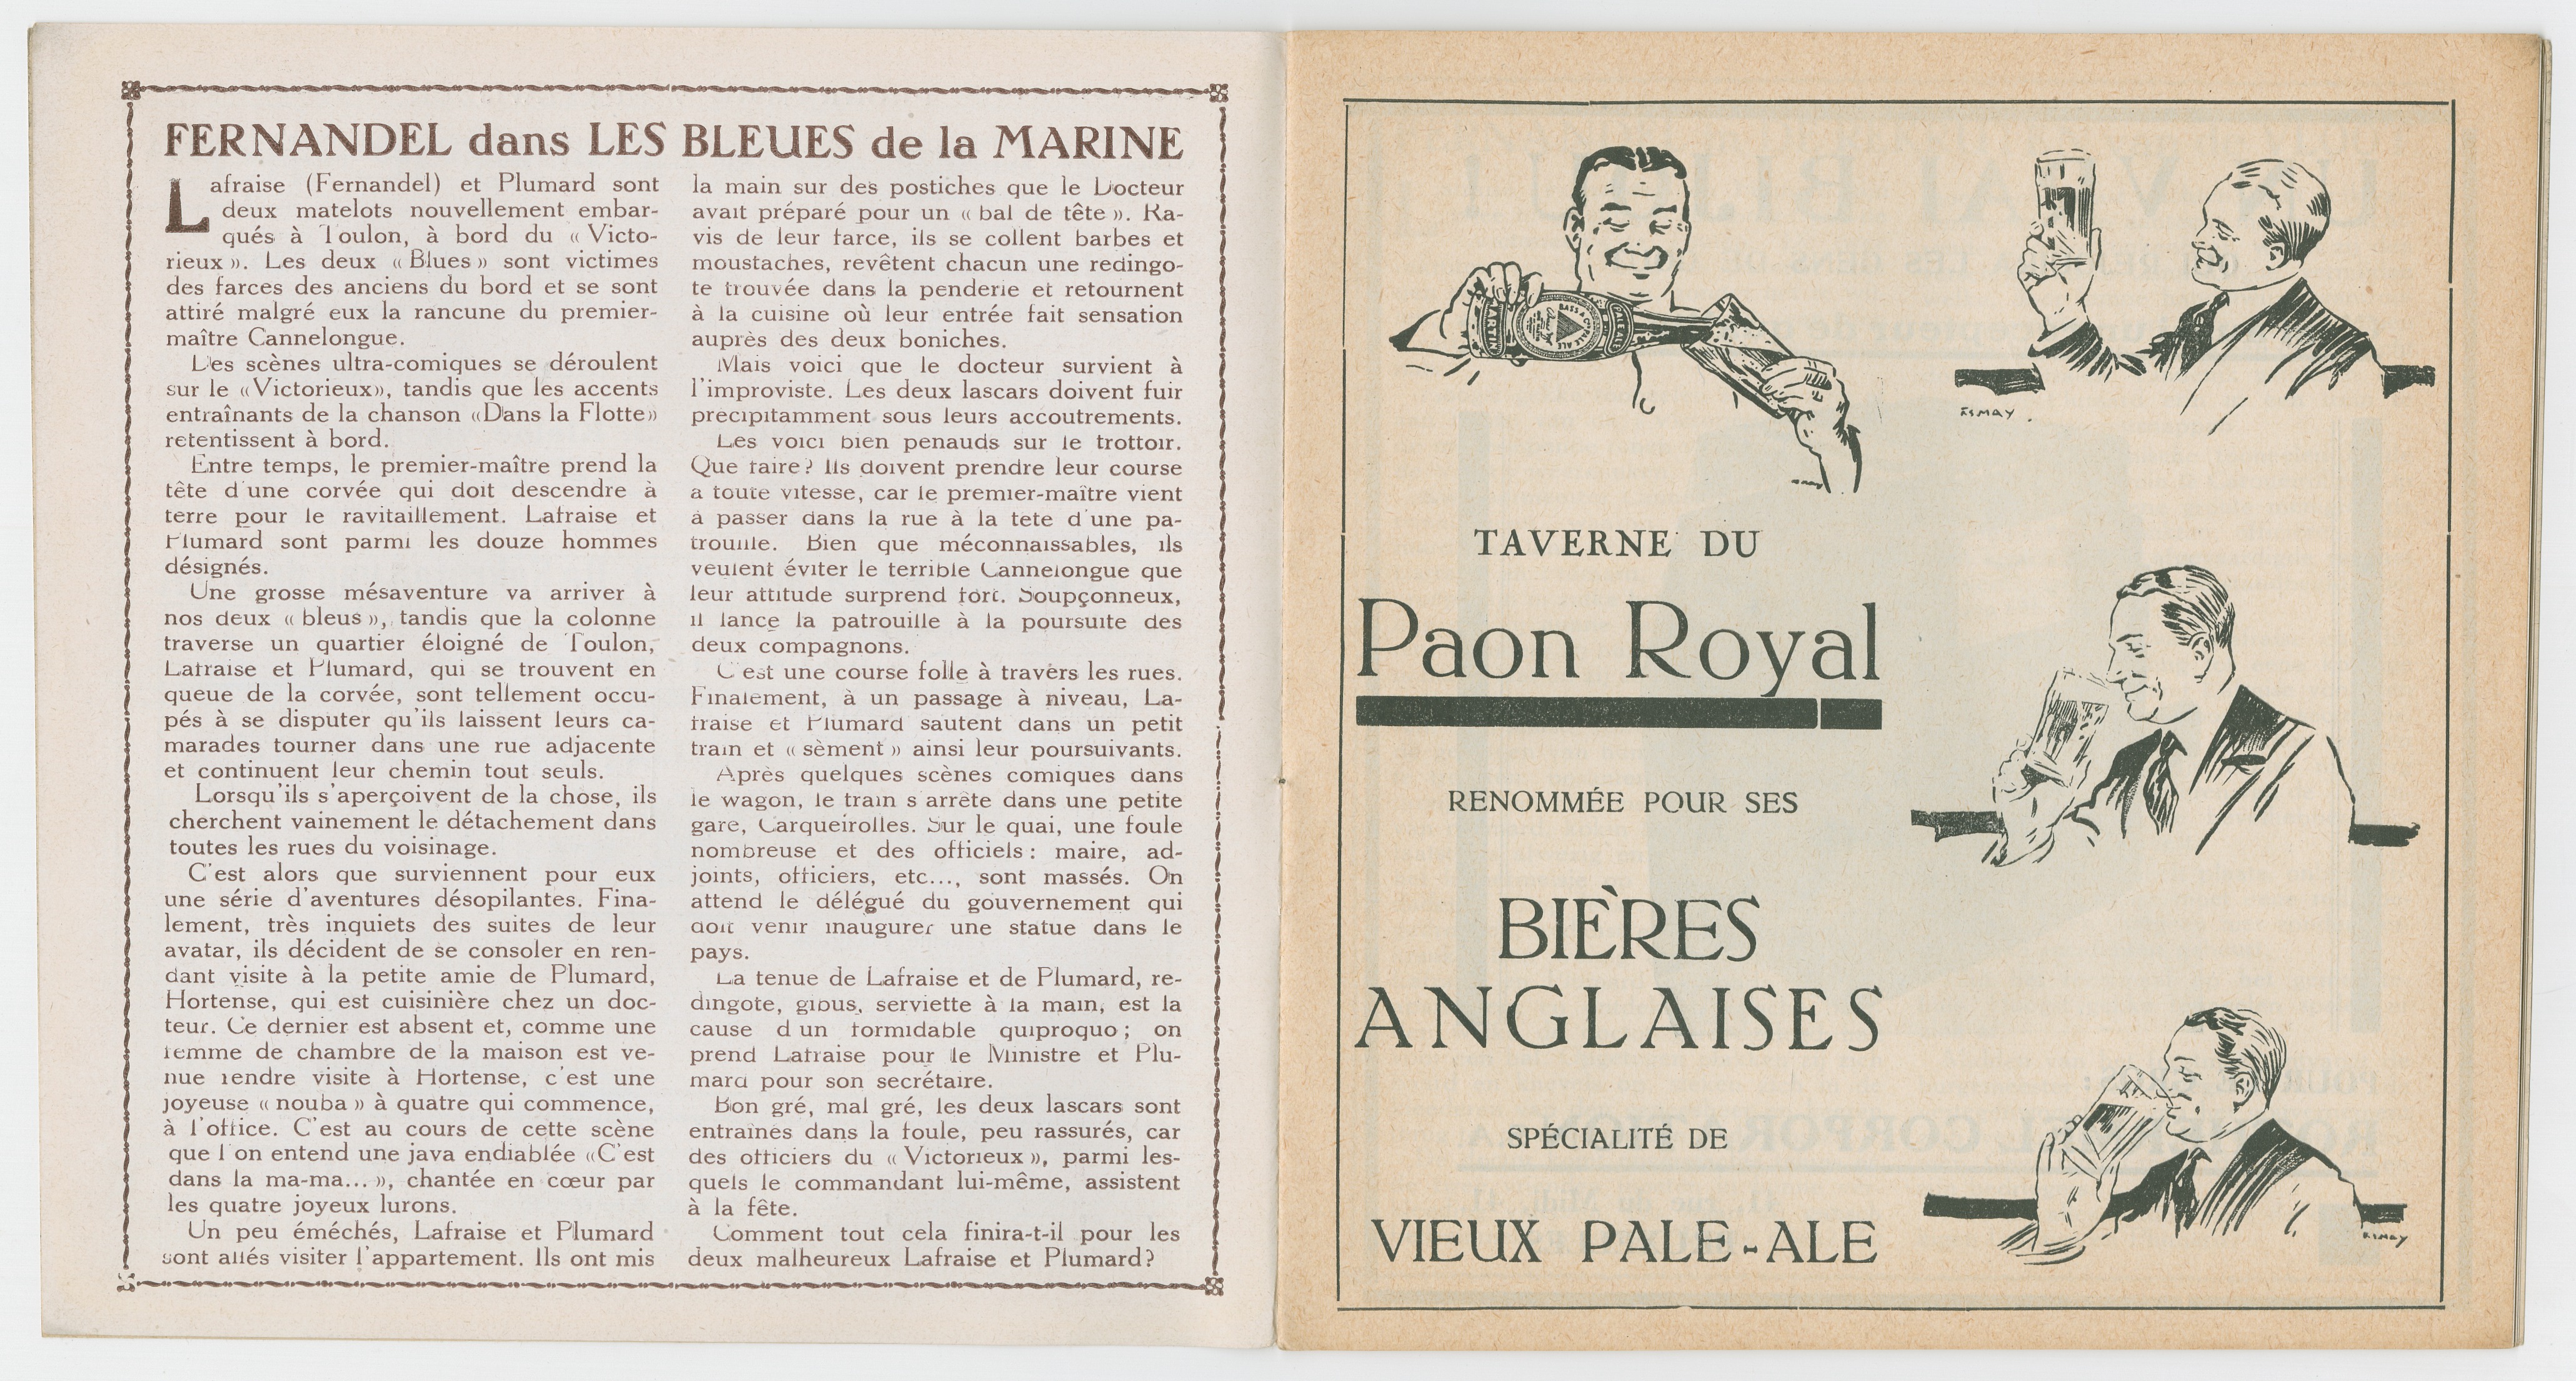 FERNANDEL dans LES BLEUES de la MARINE
Lafraise (Fernandel) et Plumard sont
deux matelots nouvellement embar-
qués à Toulon, à bord du « Victo-
rieux ». Les deux « Blues » sont victimes
des farces des anciens du bord et se sont
attiré malgré eux la rancune du premier-
maître Cannelongue.
Des scènes ultra-comiques se déroulent
sur le «Victorieux», tandis que les accents
entraînants de la chanson «Dans la Flotte»
retentissent à bord.
Entre temps, le premier-maître prend la
tête d'une corvée qui doit descendre à
terre pour le ravitaillement. Lafraise et
Plumard sont parmi les douze hommes
désignés.
Une grosse mésaventure va arriver à
nos deux « bleus », tandis que la colonne
traverse un quartier éloigné de Toulon,
Lafraise et Plumard, qui se trouvent en
queue de la corvée, sont tellement occu-
pés à se disputer qu'ils laissent leurs ca-
marades tourner dans une rue adjacente
et continuent leur chemin tout seuls.
Lorsqu'ils s'aperçoivent de la chose, ils
cherchent vainement le détachement dans
toutes les rues du voisinage.
C'est alors que surviennent pour eux
une série d'aventures désopilantes. Fina-
lement, très inquiets des suites de leur
avatar, ils décident de se consoler en ren-
dant visite à la petite amie de Plumard,
Hortense, qui est cuisinière chez un doc-
teur. Ce dernier est absent et, comme une
femme de chambre de la maison est ve-
nue rendre visite à Hortense, c'est une
joyeuse « nouba » à quatre qui commence,
à l'office. C'est au cours de cette scène
que l'on entend une java endiablée «C'est
dans la ma-ma... », chantée en cœur par
les quatre joyeux lurons.
Un peu éméchés, Lafraise et Plumard
sont allés visiter l'appartement. Ils ont mis
la main sur des postiches que le Docteur
avait préparé pour un « bal de tête ». Ra-
vis de leur farce, ils se collent barbes et
moustaches, revêtent chacun une redingo-
te trouvée dans la penderie et retournent
à la cuisine où leur entrée fait sensation
auprès des deux boniches.
Mais voici que le docteur survient à
l'improviste. Les deux lascars doivent fuir
précipitamment sous leurs accoutrements.
Les voici bien penauds sur le trottoir.
Que faire? Ils doivent prendre leur course
a toute vitesse, car le premier-maître vient
à passer dans la rue à la tete d'une pa-
trouille. Bien que méconnaissables, ils
veulent éviter le terrible Cannelongue que
leur attitude surprend fort. Soupçonneux,
il lance la patrouille à la poursuite des
deux compagnons.
C'est une course folle à travers les rues.
Finalement, à un passage à niveau, La-
fraise et Plumard sautent dans un petit
train et « sèment » ainsi leur poursuivants.
Après quelques scènes comiques dans
le wagon, le train s'arrête dans une petite
gare, Carqueirolles. Sur le quai, une foule
nombreuse et des officiels : maire, ad-
joints, officiers, etc..., sont massés. On
attend le délégué du gouvernement qui
doit venir inaugurer une statue dans le
pays.
La tenue de Lafraise et de Plumard, re-
dingote, gibus, serviette à la main, est la
cause d'un formidable quiproquo ; on
prend Lafraise pour le Ministre et Plu-
mard pour son secrétaire.
Bon gré, mal gré, les deux lascars sont
entraînes dans la foule, peu rassurés, car
des officiers du « Victorieux », parmi les-
quels le commandant lui-même, assistent
à la fête.
Comment tout cela finira-t-il pour les
deux malheureux Lafraise et Plumard?
MARTIN
BASS & Co PALE ALE
ESMAY
TAVERNE DU
Paon Royal
RENOMMÉE POUR SES
BIÈRES
ANGLAISES
SPÉCIALITÉ DE
VIEUX PALE-ALE
ESMAY